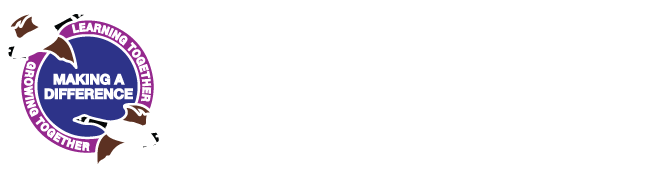 LEARNING TOGETHER
MAKING A
DIFFERENCE
GROWING TOGETHER